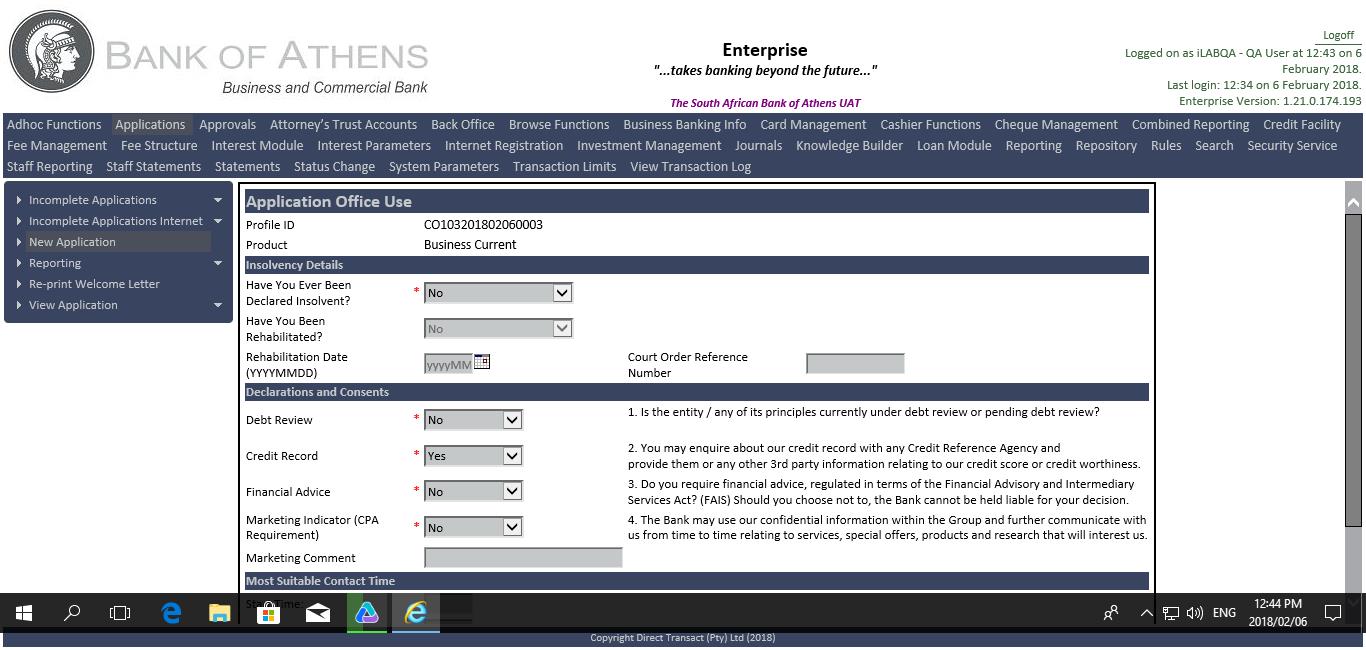 BANK OF ATHENS
Business and Commercial Bank
Enterprise
"...takes banking beyond the future..."
The South African Bank of Athens UAT
Logoff
Logged on as iLABQA - QA User at 12:43 on 6
February 2018.
Last login: 12:34 on 6 February 2018.
Enterprise Version: 1.21.0.174.193
Adhoc Functions Applications Approvals Attorney's Trust Accounts Back Office Browse Functions Business Banking Info Card Management Cashier Functions Cheque Management Combined Reporting Credit Facility
Fee Management Fee Structure Interest Module Interest Parameters Internet Registration Investment Management Journals Knowledge Builder Loan Module Reporting Repository Rules Search Security Service
Staff Reporting Staff Statements Statements Status Change System Parameters Transaction Limits View Transaction Log
Incomplete Applications
Incomplete Applications Internet
New Application
Reporting
Re-print Welcome Letter
View Application
Application Office Use
Profile ID CO103201802060003
Product Business Current
Insolvency Details
Have You Ever Been
Declared Insolvent? * No
Have You Been
Rehabilitated? No
Rehabilitation Date
(YYYYMMDD) yyyyMM
Court Order Reference
Number
Declarations and Consents
Debt Review * No
1. Is the entity / any of its principles currently under debt review or pending debt review?
Credit Record * Yes
2. You may enquire about our credit record with any Credit Reference Agency and
provide them or any other 3rd party information relating to our credit score or credit worthiness.
Financial Advice * No
3. Do you require financial advice, regulated in terms of the Financial Advisory and Intermediary
Services Act? (FAIS) Should you choose not to, the Bank cannot be held liable for your decision.
Marketing Indicator (CPA
Requirement) * No
4. The Bank may use our confidential information within the Group and further communicate with
us from time to time relating to services, special offers, products and research that will interest us.
Marketing Comment
Most Suitable Contact Time
ENG
12:44 PM
2018/02/06
Copyright Direct Transact (Pty) Ltd (2018)